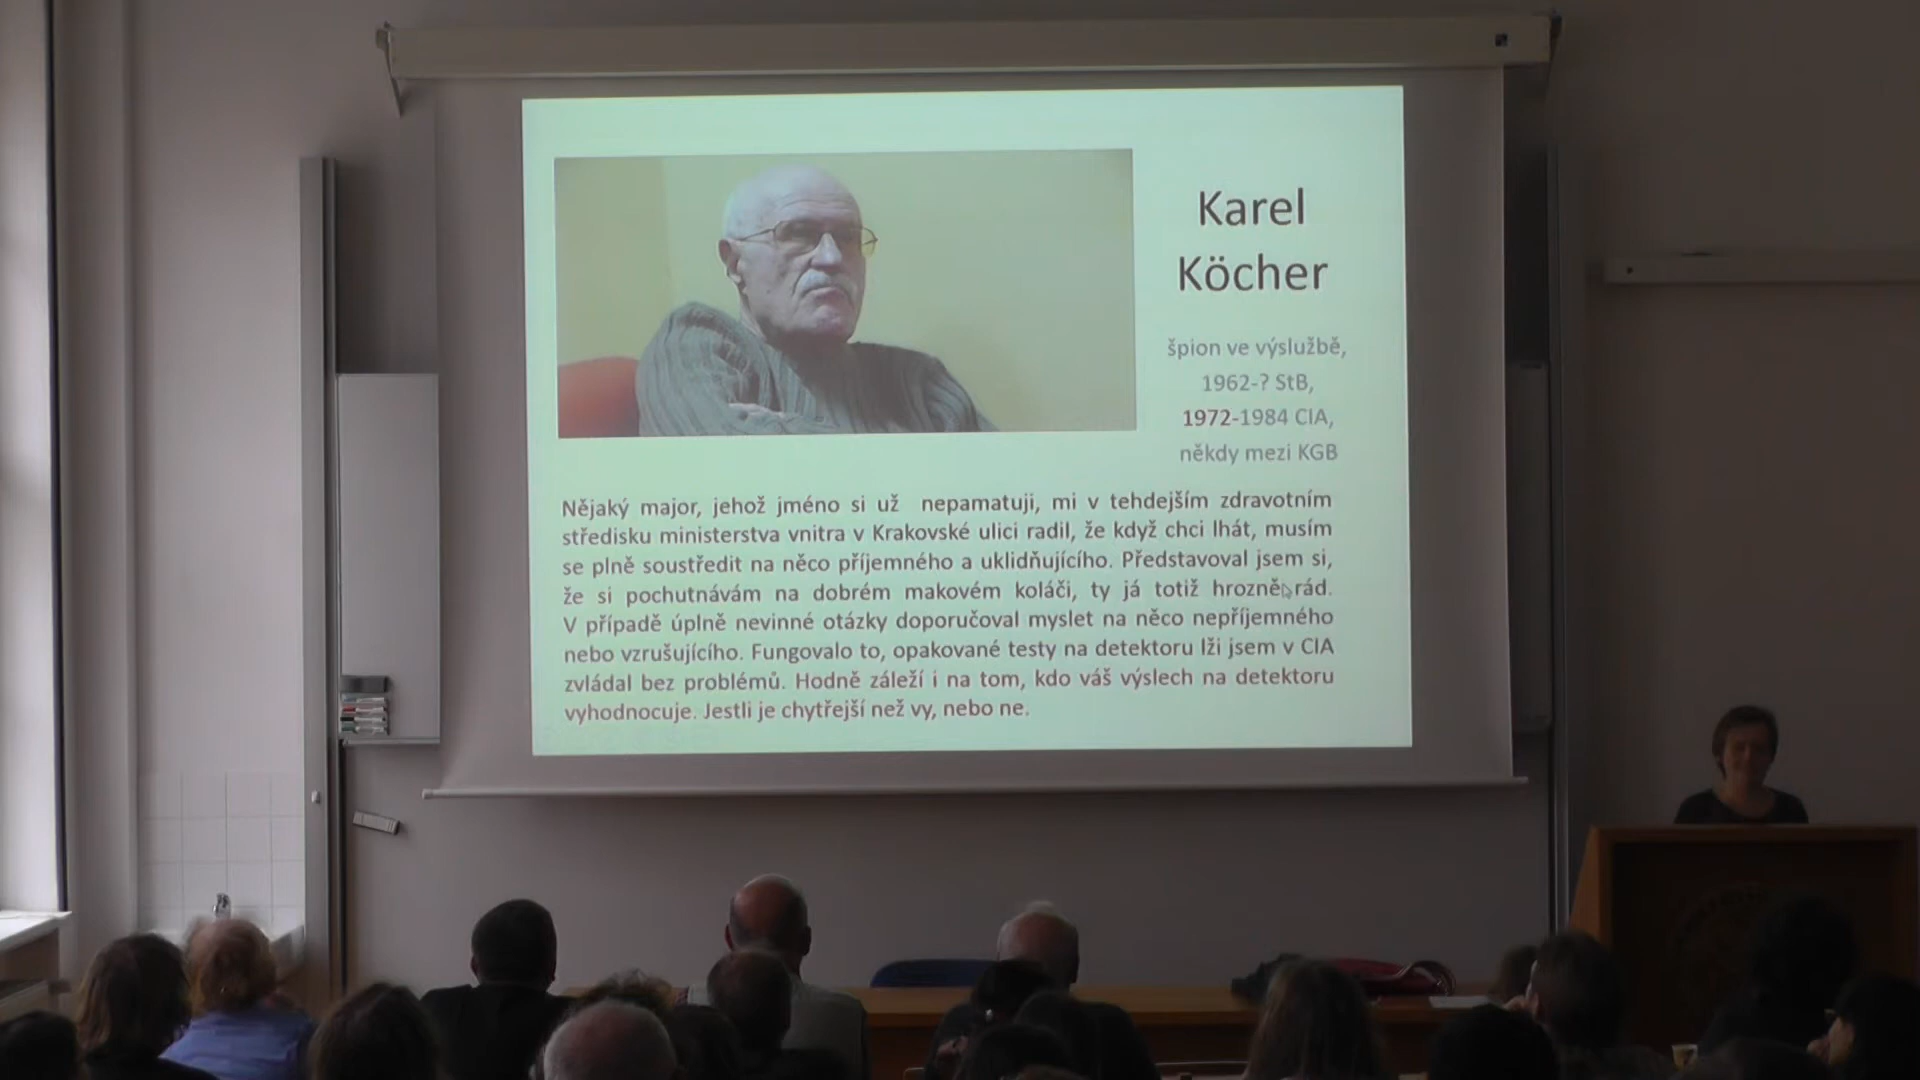 Karel
Köcher
špion ve výslužbě,
1962-? StB,
1972-1984 CIA,
někdy mezi KGB
Nějaký major, jehož jméno si už nepamatuji, mi v tehdejším zdravotním
středisku ministerstva vnitra v Krakovské ulici radil, že když chci lhát, musím
se plně soustředit na něco příjemného a uklidňujícího. Představoval jsem si,
že si pochutnávám na dobrém makovém koláči, ty já totiž hrozně rád.
V případě úplně nevinné otázky doporučoval myslet na něco nepříjemného
nebo vzrušujícího. Fungovalo to, opakované testy na detektoru lži jsem v CIA
zvládal bez problémů. Hodně záleží i na tom, kdo váš výslech na detektoru
vyhodnocuje. Jestli je chytřejší než vy, nebo ne.